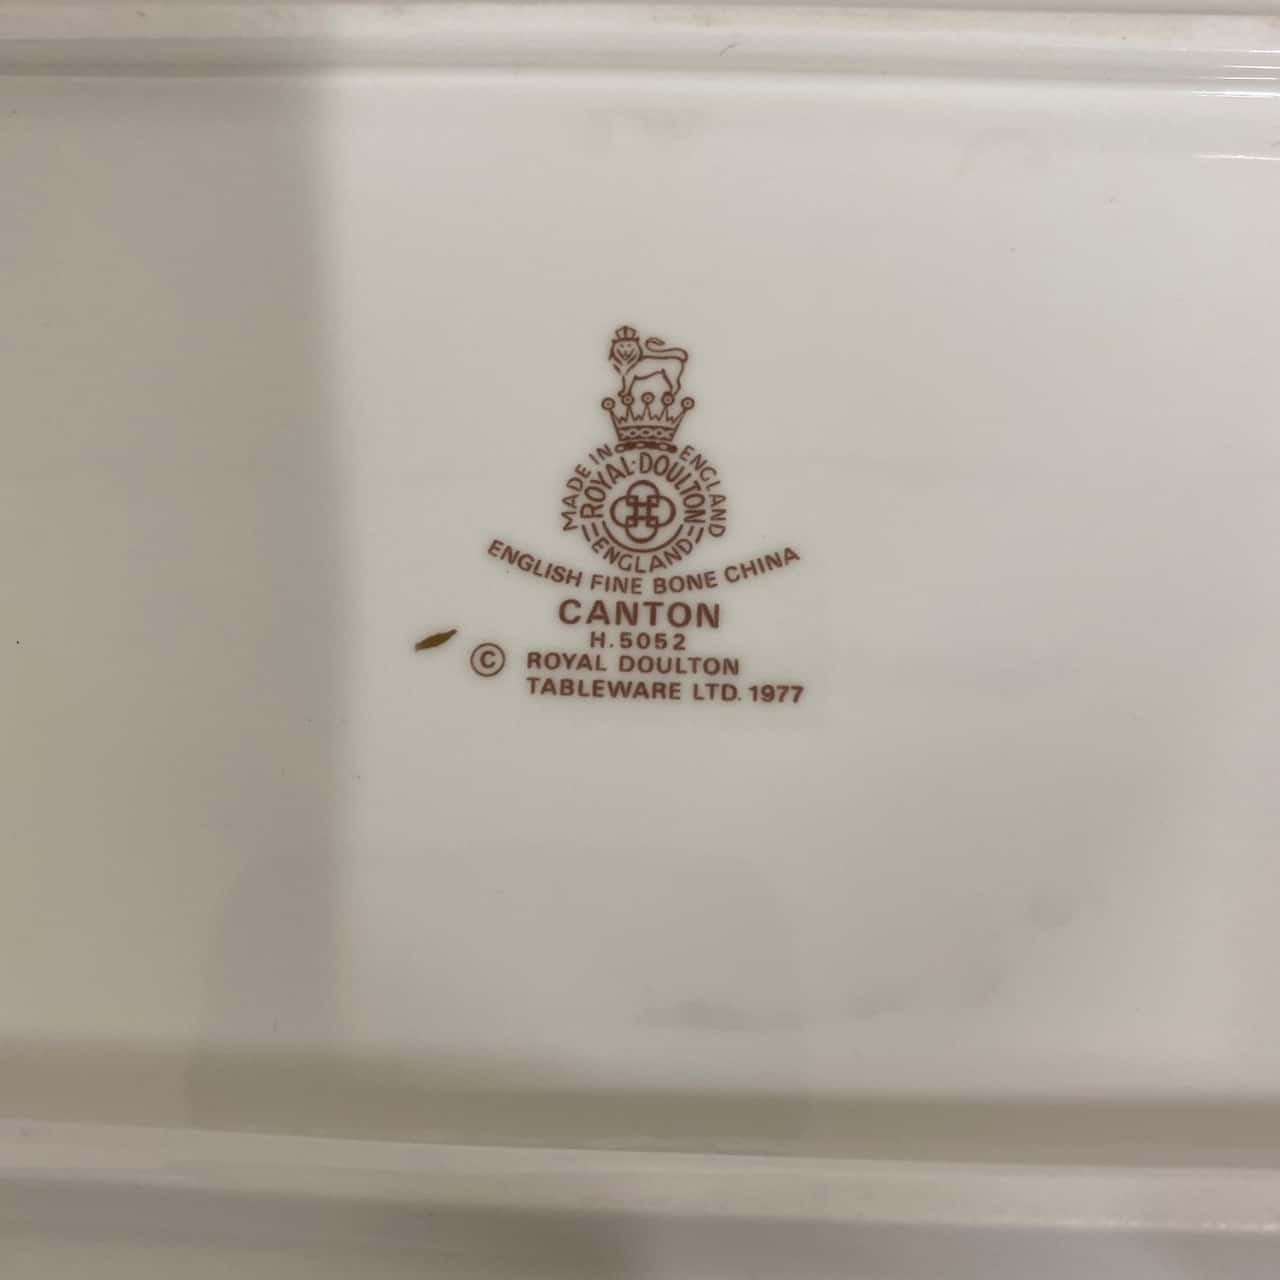 MADE IN ENGLAND
ROYAL·DOULTON
ENGLAND
ENGLISH FINE BONE CHINA
CANTON
H.5052
© ROYAL DOULTON
TABLEWARE LTD. 1977